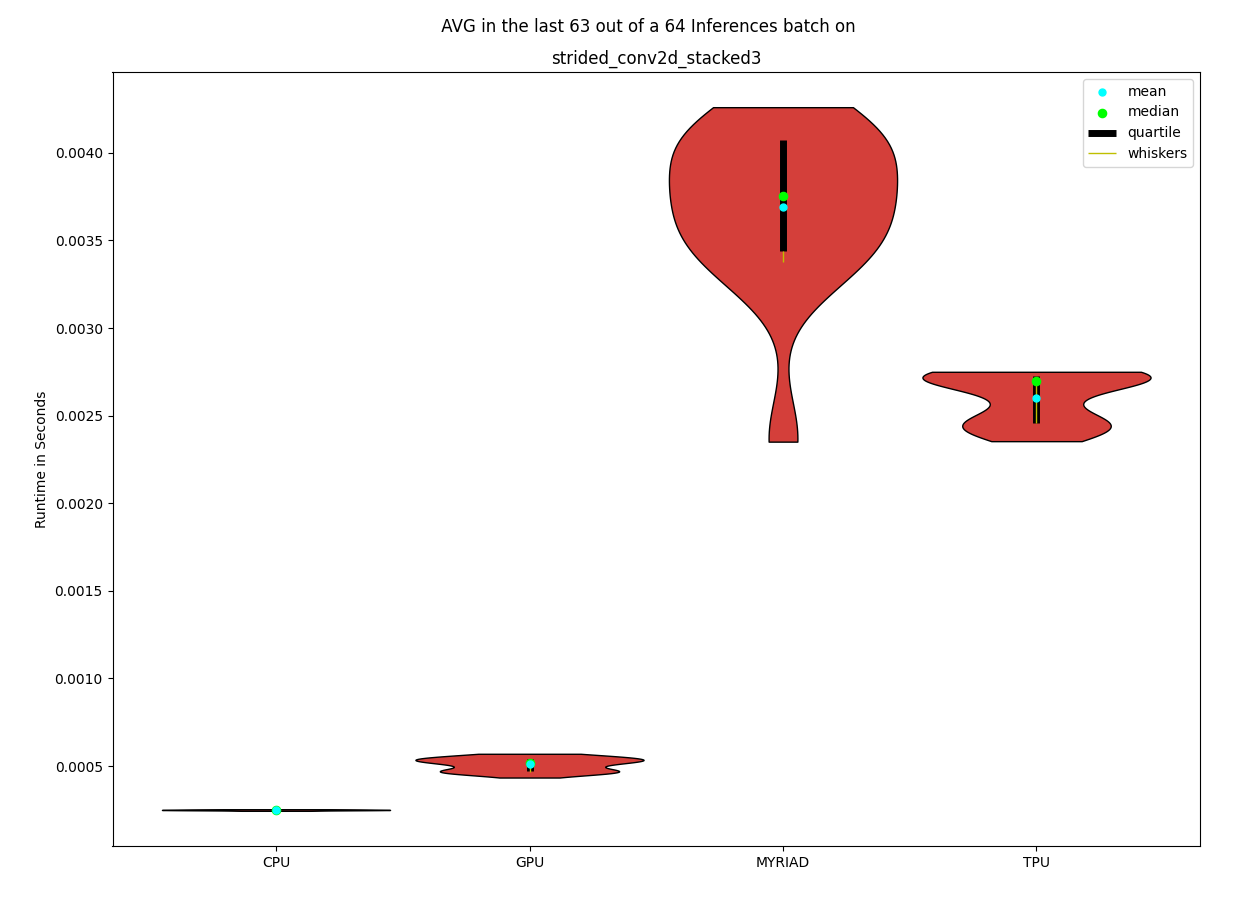 AVG in the last 63 out of a 64 Inferences batch on
strided_conv2d_stacked3
mean
median
quartile
whiskers
Runtime in Seconds
0.0040
0.0035
0.0030
0.0025
0.0020
0.0015
0.0010
0.0005
CPU GPU MYRIAD TPU